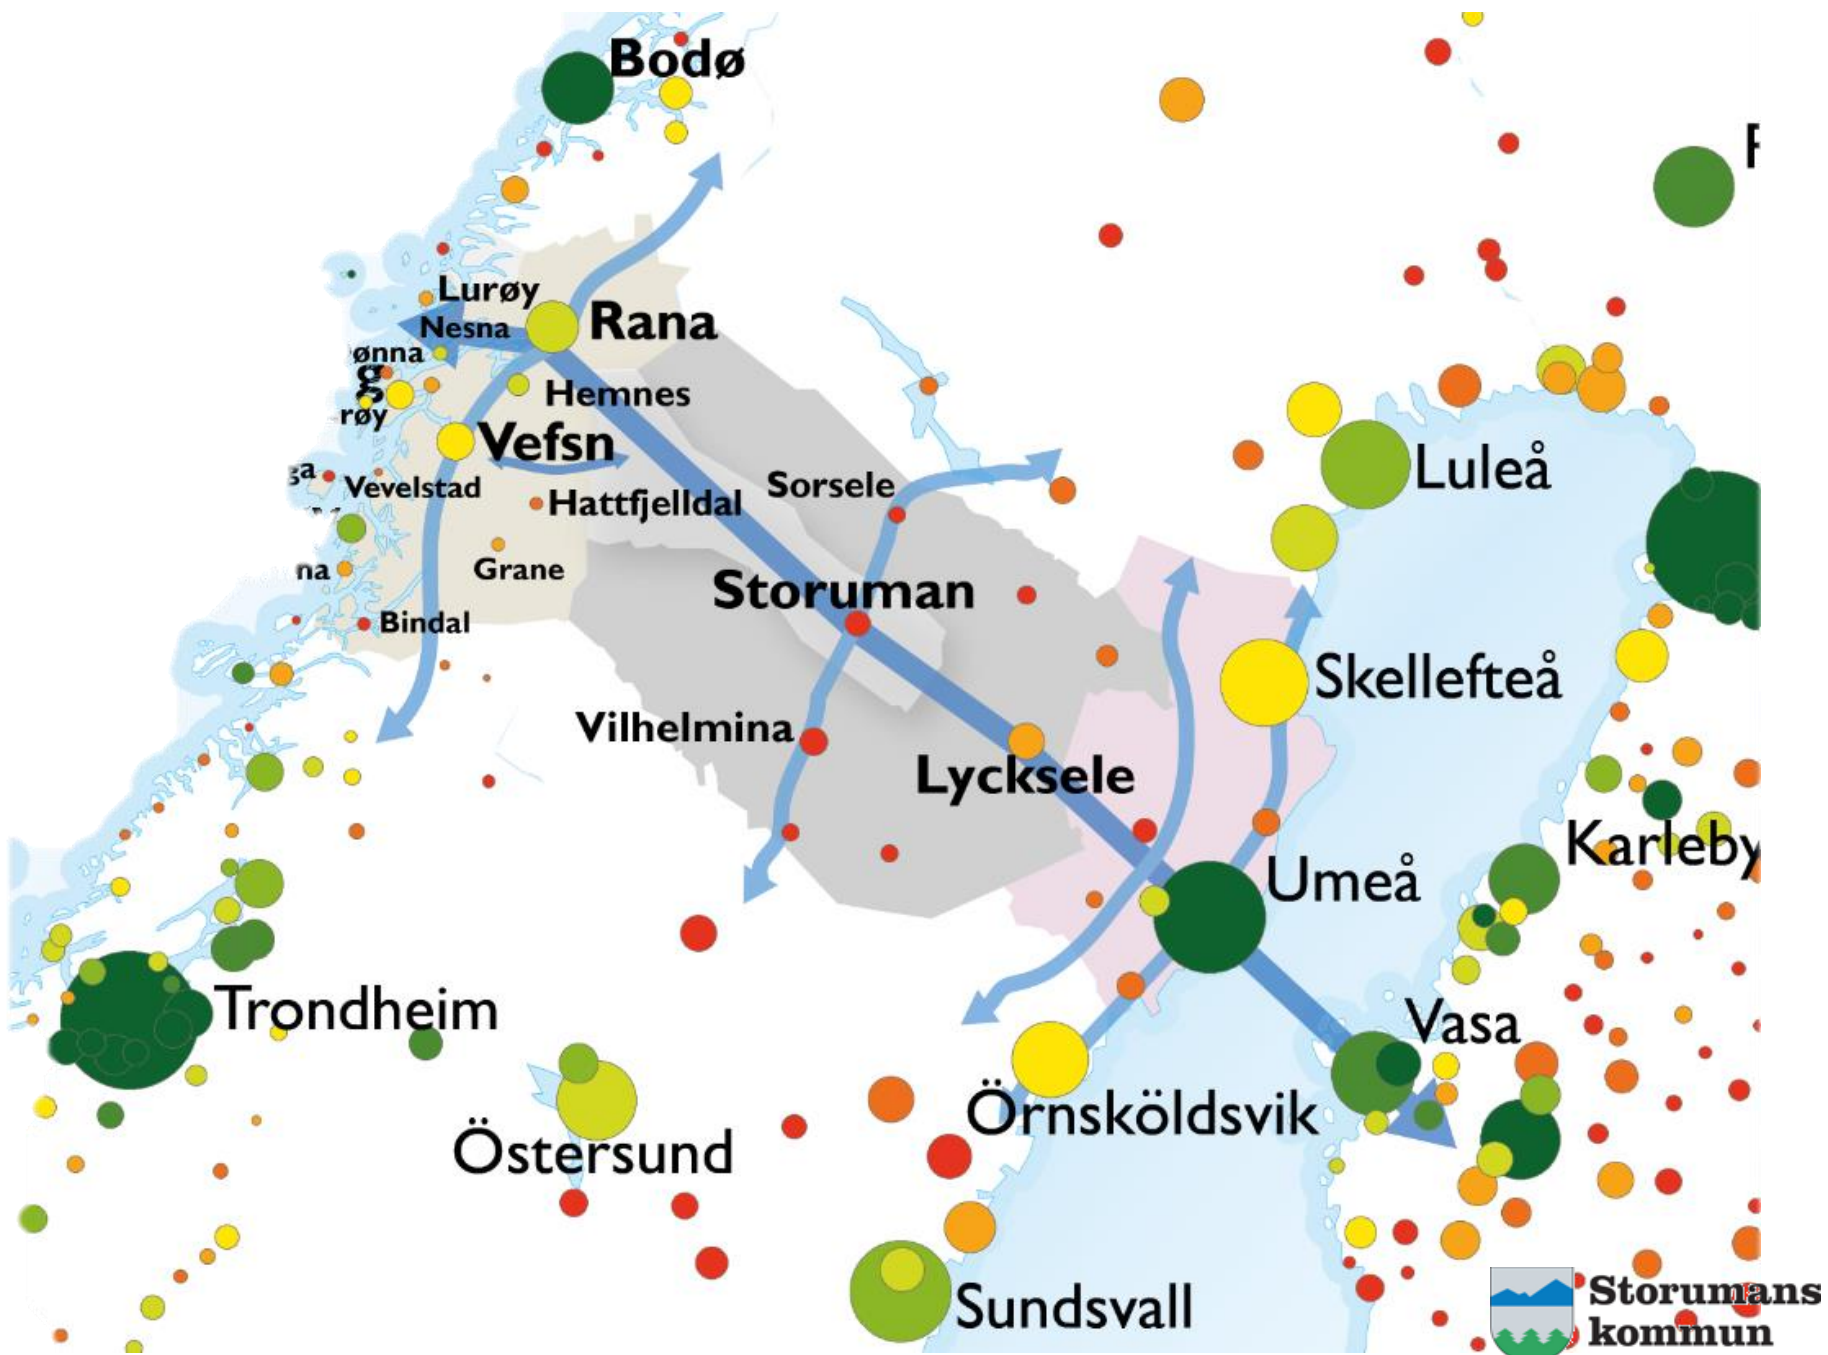 Bodø
Lurøy
Rana
Nesna
ønna
Hemnes
røy
Vefsn
Sorsele
Vevelstad
Hattfjelldal
Luleå
na
Grane
Storuman
Bindal
Skellefteå
Vilhelmina
Lycksele
Karleby
Umeå
Trondheim
Vasa
Örnsköldsvik
Östersund
Sundsvall
Storumans
kommun